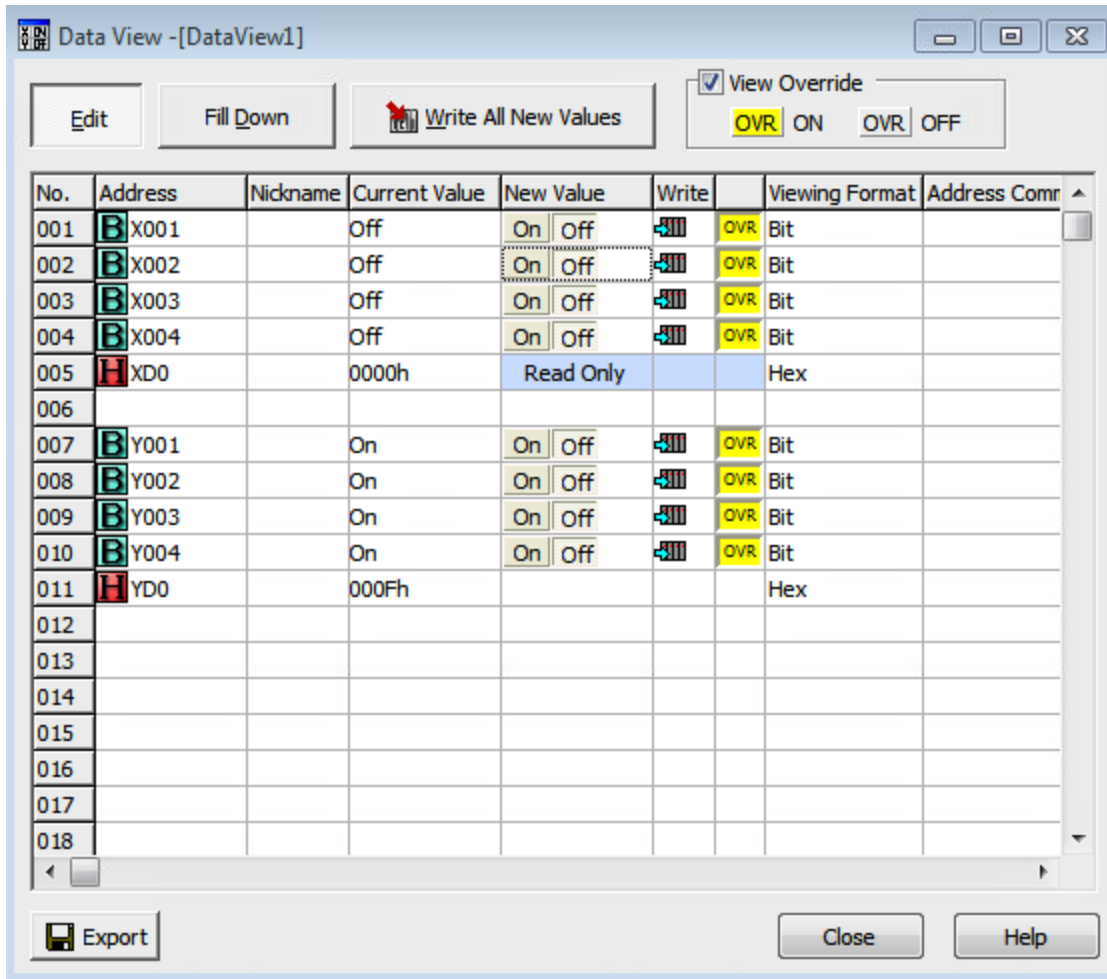 Data View -[DataView1]
Edit Fill Down Write All New Values View Override
OVR ON OVR OFF
No. Address Nickname Current Value New Value Write Viewing Format Address Comm
001 B X001 Off On Off OVR Bit
002 B X002 Off On Off OVR Bit
003 B X003 Off On Off OVR Bit
004 B X004 Off On Off OVR Bit
005 H XD0 0000h Read Only Hex
006
007 B Y001 On On Off OVR Bit
008 B Y002 On On Off OVR Bit
009 B Y003 On On Off OVR Bit
010 B Y004 On On Off OVR Bit
011 H YD0 000Fh Hex
012
013
014
015
016
017
018
Export Close Help